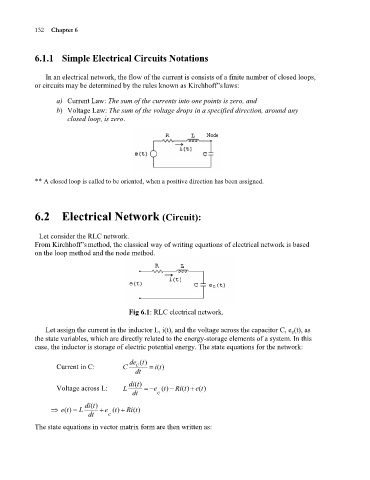 152    Chapter 6
6.1.1   Simple Electrical Circuits Notations
In an electrical network, the flow of the current is consists of a finite number of closed loops,
or circuits may be determined by the rules known as Kirchhoff''s laws:
a)  Current Law: The sum of the currents into one points is zero, and
b)  Voltage Law: The sum of the voltage drops in a specified direction, around any
closed loop, is zero.
R    L    Node
i(t)
e(t)    C
** A closed loop is called to be oriented, when a positive direction has been assigned.
6.2    Electrical Network (Circuit):
Let consider the RLC network.
From Kirchhoff''s method, the classical way of writing equations of electrical network is based
on the loop method and the node method.
R    L
i(t)
e(t)    C    e_c(t)
Fig 6.1: RLC electrical network.
Let assign the current in the inductor L, i(t), and the voltage across the capacitor C, e_c(t), as
the state variables, which are directly related to the energy-storage elements of a system. In this
case, the inductor is storage of electric potential energy. The state equations for the network:
Current in C:    C de_c(t)/dt = i(t)
Voltage across L:    L di(t)/dt = −e_c(t) − Ri(t) + e(t)
⇒ e(t) = L di(t)/dt + e_c(t) + Ri(t)
The state equations in vector matrix form are then written as: